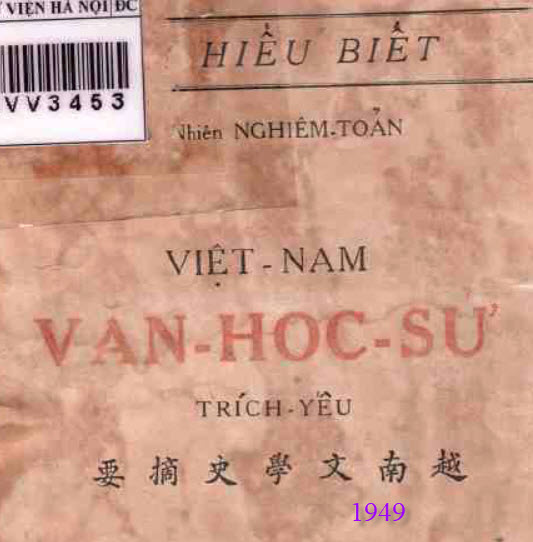 VIỆN HÀ NỘI ĐC
VV3453
HIỂU BIẾT
Nhiên NGHIÊM-TOẢN
VIỆT-NAM
VĂN-HỌC-SỬ
TRÍCH-YẾU
越南文學史摘要
1949